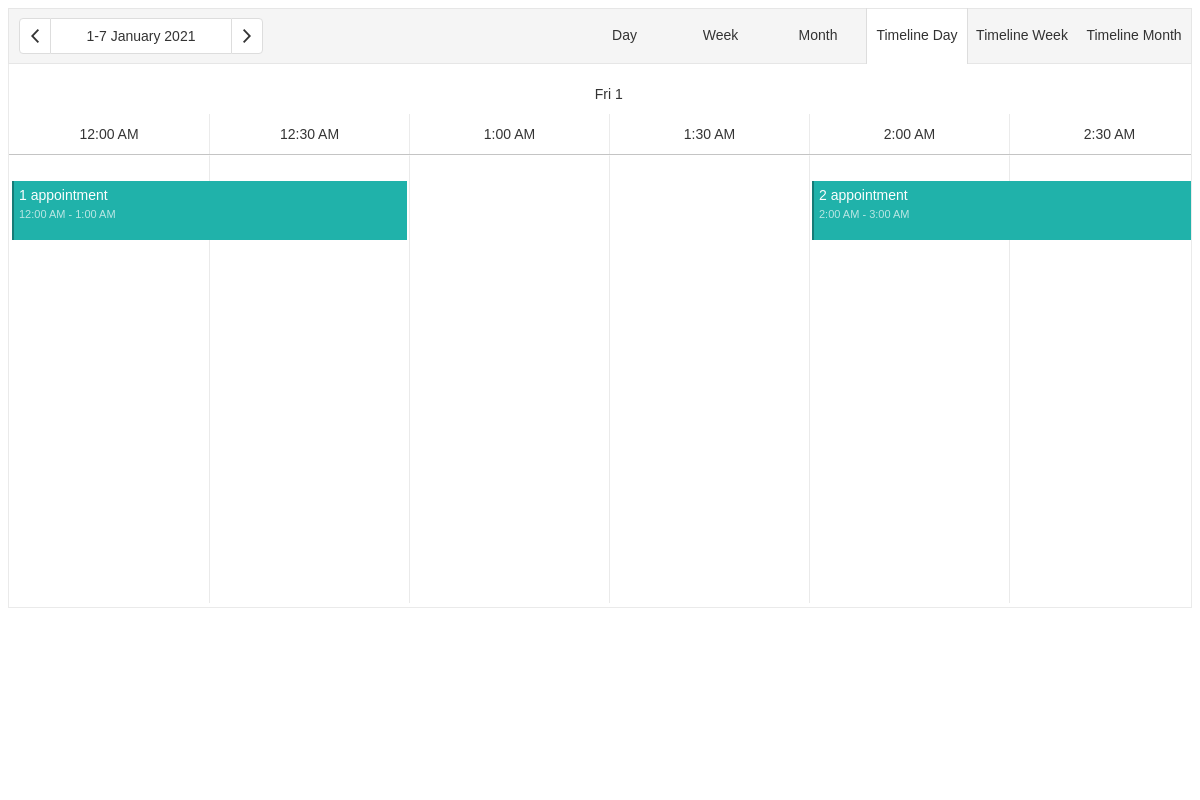 1-7 January 2021
Day
Week
Month
Timeline Day
Timeline Week
Timeline Month
Fri 1
12:00 AM
12:30 AM
1:00 AM
1:30 AM
2:00 AM
2:30 AM
1 appointment
12:00 AM - 1:00 AM
2 appointment
2:00 AM - 3:00 AM